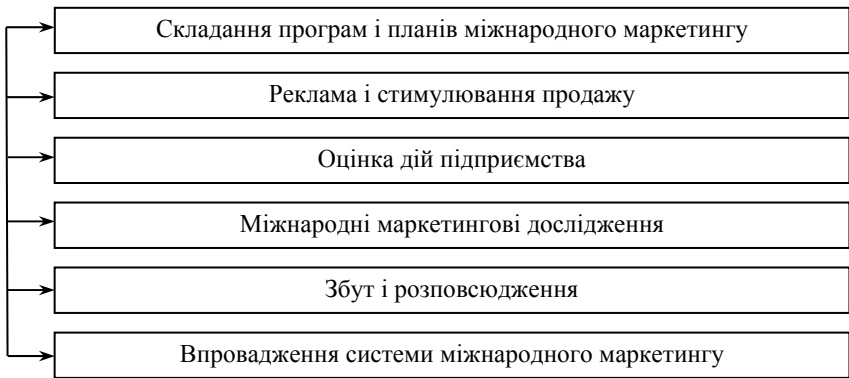 Складання програм і планів міжнародного маркетингу
Реклама і стимулювання продажу
Оцінка дій підприємства
Міжнародні маркетингові дослідження
Збут і розповсюдження
Впровадження системи міжнародного маркетингу